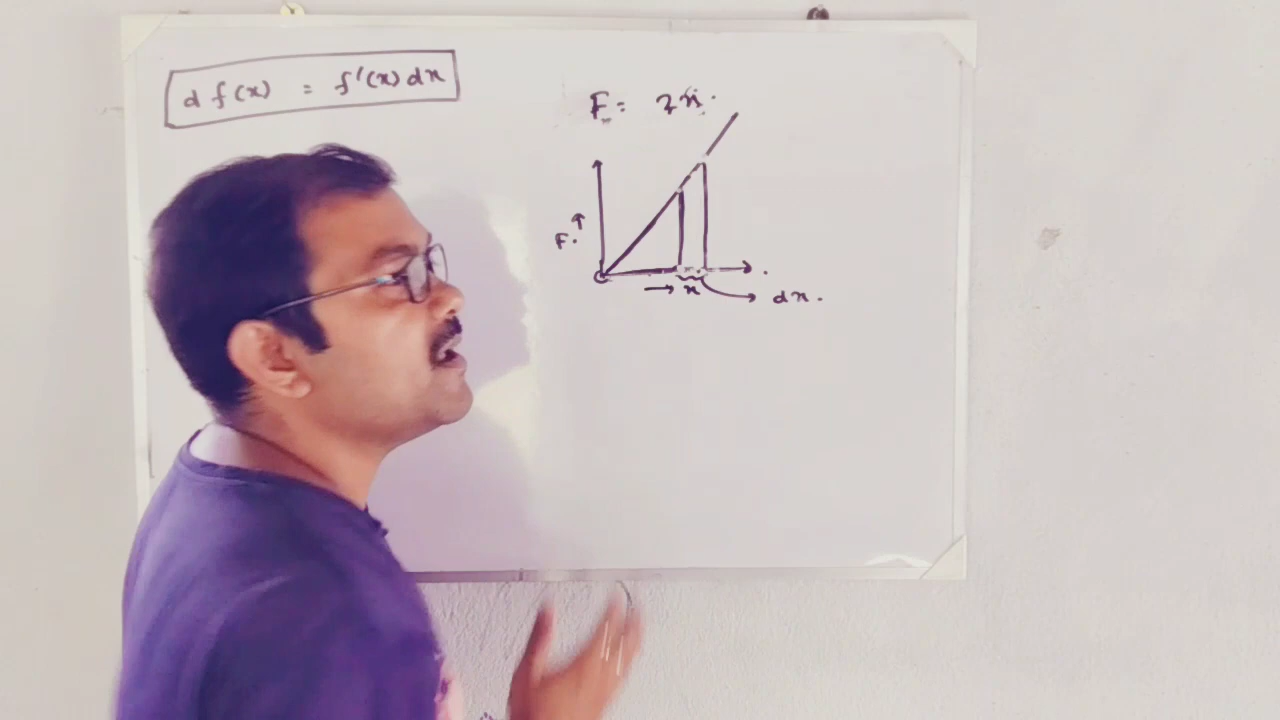 d f(x) = f'(x) dx
F = 2x.
F.
x
dx.